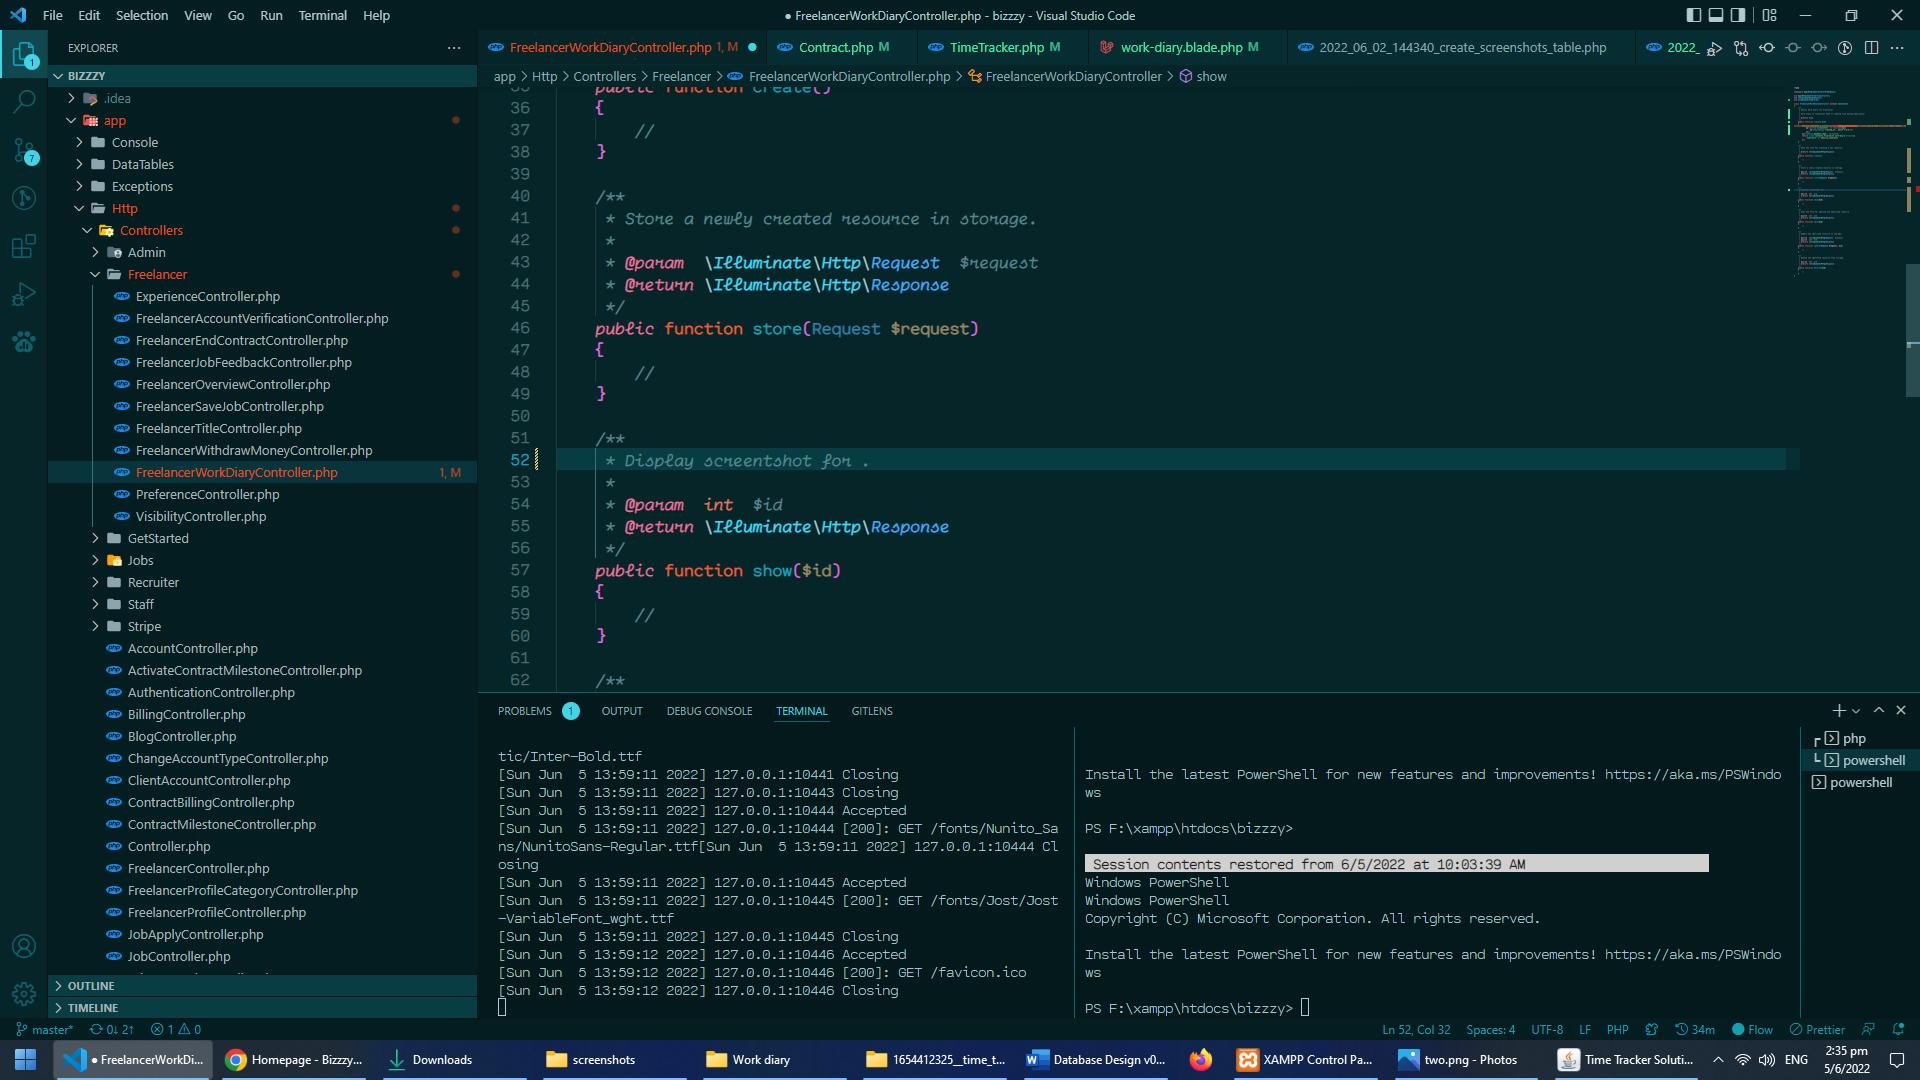 File Edit Selection View Go Run Terminal Help
● FreelancerWorkDiaryController.php - bizzzy - Visual Studio Code
EXPLORER
BIZZZY
.idea
app
Console
DataTables
Exceptions
Http
Controllers
Admin
Freelancer
ExperienceController.php
FreelancerAccountVerificationController.php
FreelancerEndContractController.php
FreelancerJobFeedbackController.php
FreelancerOverviewController.php
FreelancerSaveJobController.php
FreelancerTitleController.php
FreelancerWithdrawMoneyController.php
FreelancerWorkDiaryController.php 1, M
PreferenceController.php
VisibilityController.php
GetStarted
Jobs
Recruiter
Staff
Stripe
AccountController.php
ActivateContractMilestoneController.php
AuthenticationController.php
BillingController.php
BlogController.php
ChangeAccountTypeController.php
ClientAccountController.php
ContractBillingController.php
ContractMilestoneController.php
Controller.php
FreelancerController.php
FreelancerProfileCategoryController.php
FreelancerProfileController.php
JobApplyController.php
JobController.php
OUTLINE
TIMELINE
1
7
FreelancerWorkDiaryController.php 1, M ● Contract.php M TimeTracker.php M work-diary.blade.php M 2022_06_02_144340_create_screenshots_table.php 2022_
app > Http > Controllers > Freelancer > FreelancerWorkDiaryController.php > FreelancerWorkDiaryController > show
35 public function create()
36 {
37 //
38 }
39
40 /**
41 * Store a newly created resource in storage.
42 *
43 * @param \Illuminate\Http\Request $request
44 * @return \Illuminate\Http\Response
45 */
46 public function store(Request $request)
47 {
48 //
49 }
50
51 /**
52 * Display screentshot for .
53 *
54 * @param int $id
55 * @return \Illuminate\Http\Response
56 */
57 public function show($id)
58 {
59 //
60 }
61
62 /**
PROBLEMS 1 OUTPUT DEBUG CONSOLE TERMINAL GITLENS
tic/Inter-Bold.ttf
[Sun Jun 5 13:59:11 2022] 127.0.0.1:10441 Closing
[Sun Jun 5 13:59:11 2022] 127.0.0.1:10443 Closing
[Sun Jun 5 13:59:11 2022] 127.0.0.1:10444 Accepted
[Sun Jun 5 13:59:11 2022] 127.0.0.1:10444 [200]: GET /fonts/Nunito_Sa
ns/NunitoSans-Regular.ttf[Sun Jun 5 13:59:11 2022] 127.0.0.1:10444 Cl
osing
[Sun Jun 5 13:59:11 2022] 127.0.0.1:10445 Accepted
[Sun Jun 5 13:59:11 2022] 127.0.0.1:10445 [200]: GET /fonts/Jost/Jost
-VariableFont_wght.ttf
[Sun Jun 5 13:59:11 2022] 127.0.0.1:10445 Closing
[Sun Jun 5 13:59:12 2022] 127.0.0.1:10446 Accepted
[Sun Jun 5 13:59:12 2022] 127.0.0.1:10446 [200]: GET /favicon.ico
[Sun Jun 5 13:59:12 2022] 127.0.0.1:10446 Closing
Install the latest PowerShell for new features and improvements! https://aka.ms/PSWindo
ws
PS F:\xampp\htdocs\bizzzy>
Session contents restored from 6/5/2022 at 10:03:39 AM
Windows PowerShell
Windows PowerShell
Copyright (C) Microsoft Corporation. All rights reserved.
Install the latest PowerShell for new features and improvements! https://aka.ms/PSWindo
ws
PS F:\xampp\htdocs\bizzzy>
php
powershell
powershell
master* 0↓ 2↑ 1 0 Ln 52, Col 32 Spaces: 4 UTF-8 LF PHP 34m Flow Prettier
● FreelancerWorkDi... Homepage - Bizzzy... Downloads screenshots Work diary 1654412325__time_t... Database Design v0... XAMPP Control Pa... two.png - Photos Time Tracker Soluti... ENG 2:35 pm
5/6/2022